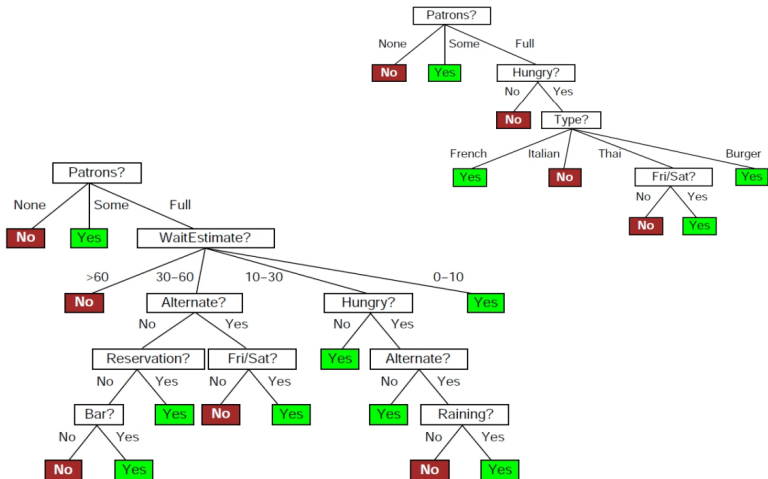 Patrons?
None Some Full
No Yes Hungry?
No Yes
No Type?
French Italian Thai Burger
Yes No Fri/Sat? Yes
No Yes
No Yes
Patrons?
None Some Full
No Yes WaitEstimate?
>60 30–60 10–30 0–10
No Alternate? Hungry? Yes
No Yes No Yes
Reservation? Fri/Sat? Yes Alternate?
No Yes No Yes No Yes
Bar? Yes No Yes Yes Raining?
No Yes No Yes
No Yes No Yes